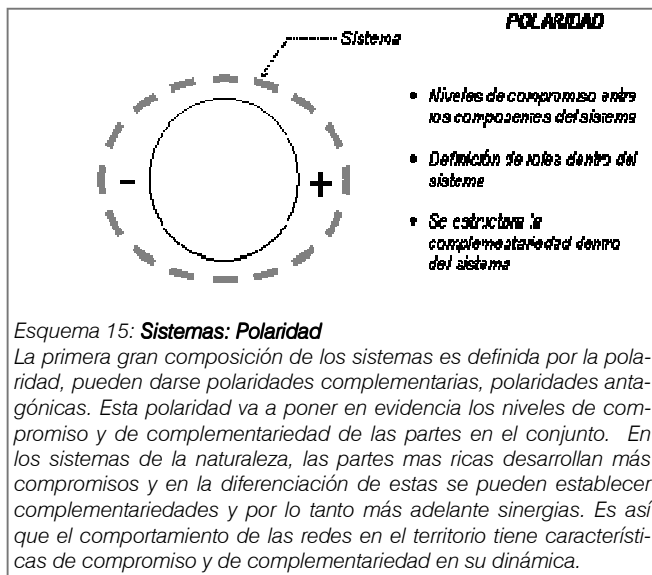 POLARIDAD
Sistema
• Niveles de compromiso entre
los componentes del sistema
• Definición de roles dentro del
sistema
• Se estructura la
complementariedad dentro
del sistema
- +
Esquema 15: Sistemas: Polaridad
La primera gran composición de los sistemas es definida por la pola-
ridad, pueden darse polaridades complementarias, polaridades anta-
gónicas. Esta polaridad va a poner en evidencia los niveles de com-
promiso y de complementariedad de las partes en el conjunto. En
los sistemas de la naturaleza, las partes mas ricas desarrollan más
compromisos y en la diferenciación de estas se pueden establecer
complementariedades y por lo tanto más adelante sinergias. Es así
que el comportamiento de las redes en el territorio tiene característi-
cas de compromiso y de complementariedad en su dinámica.